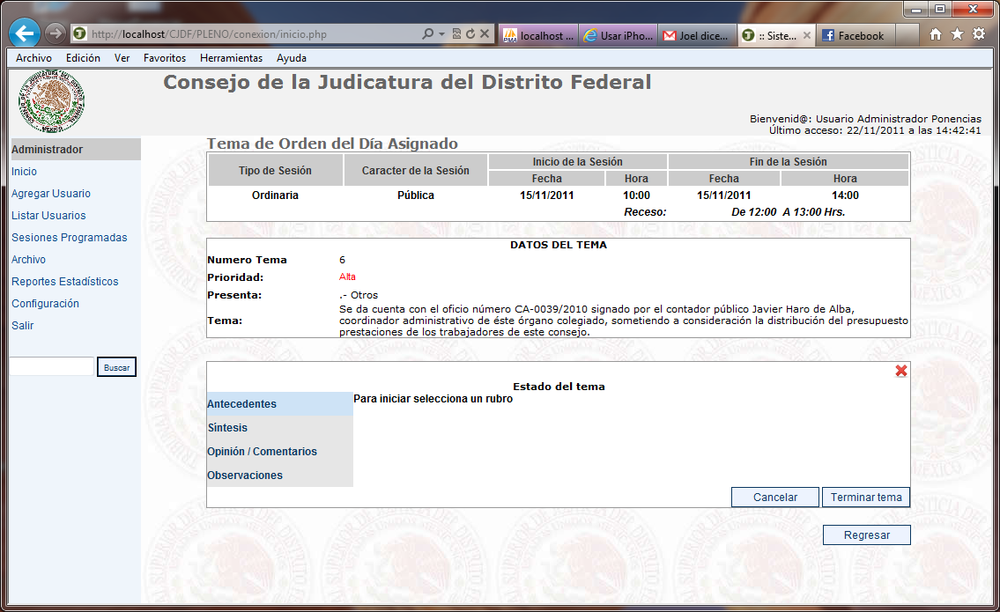 http://localhost/CJDF/PLENO/conexion/inicio.php
localhost ...
Usar iPho...
Joel dice...
:: Siste...
Facebook
Archivo Edición Ver Favoritos Herramientas Ayuda
Consejo de la Judicatura del Distrito Federal
Bienvenid@: Usuario Administrador Ponencias
Último acceso: 22/11/2011 a las 14:42:41
Administrador
Inicio
Agregar Usuario
Listar Usuarios
Sesiones Programadas
Archivo
Reportes Estadísticos
Configuración
Salir
Buscar
Tema de Orden del Día Asignado
Tipo de Sesión Caracter de la Sesión Inicio de la Sesión Fin de la Sesión
Fecha Hora Fecha Hora
Ordinaria Pública 15/11/2011 10:00 15/11/2011 14:00
Receso: De 12:00 A 13:00 Hrs.
DATOS DEL TEMA
Numero Tema 6
Prioridad: Alta
Presenta: .- Otros
Tema: Se da cuenta con el oficio número CA-0039/2010 signado por el contador público Javier Haro de Alba,
coordinador administrativo de éste órgano colegiado, sometiendo a consideración la distribución del presupuesto
prestaciones de los trabajadores de este consejo.
Estado del tema
Antecedentes
Síntesis
Opinión / Comentarios
Observaciones
Para iniciar selecciona un rubro
Cancelar Terminar tema
Regresar